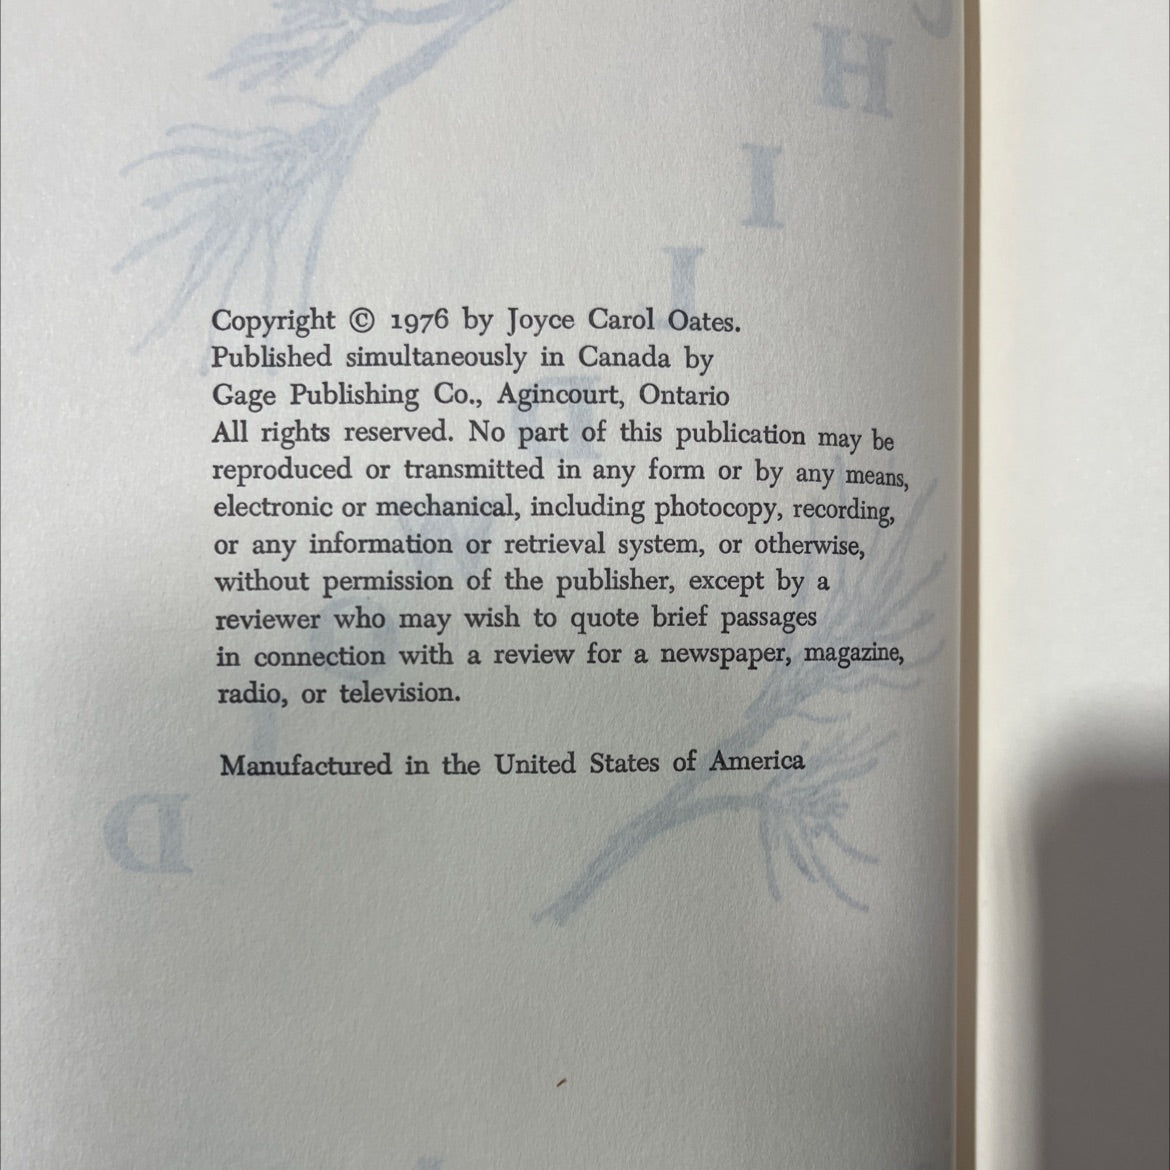 H
I
L
Copyright © 1976 by Joyce Carol Oates.
Published simultaneously in Canada by
Gage Publishing Co., Agincourt, Ontario
All rights reserved. No part of this publication may be
reproduced or transmitted in any form or by any means,
electronic or mechanical, including photocopy, recording,
or any information or retrieval system, or otherwise,
without permission of the publisher, except by a
reviewer who may wish to quote brief passages
in connection with a review for a newspaper, magazine,
radio, or television.
Manufactured in the United States of America
D